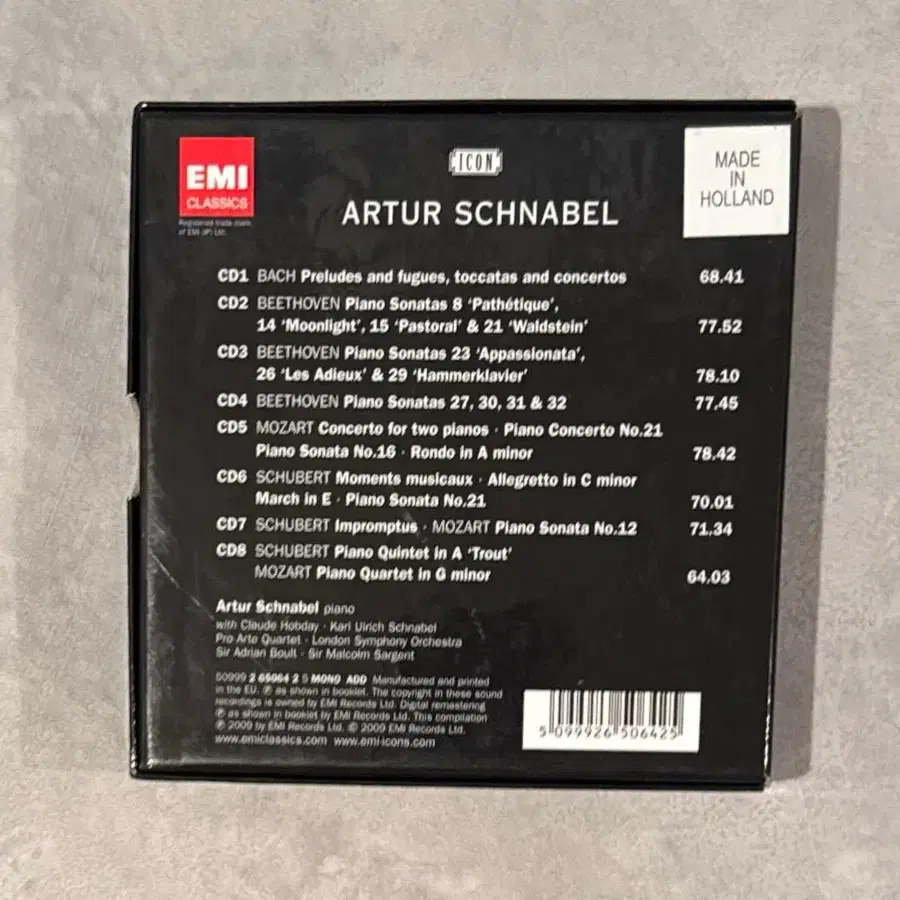 EMI
CLASSICS
Registered trade mark
of EMI (IP) Ltd.
ICON
MADE
IN
HOLLAND
ARTUR SCHNABEL
CD1 BACH Preludes and fugues, toccatas and concertos 68.41
CD2 BEETHOVEN Piano Sonatas 8 ‘Pathétique’,
14 ‘Moonlight’, 15 ‘Pastoral’ & 21 ‘Waldstein’ 77.52
CD3 BEETHOVEN Piano Sonatas 23 ‘Appassionata’,
26 ‘Les Adieux’ & 29 ‘Hammerklavier’ 78.10
CD4 BEETHOVEN Piano Sonatas 27, 30, 31 & 32 77.45
CD5 MOZART Concerto for two pianos · Piano Concerto No.21
Piano Sonata No.16 · Rondo in A minor 78.42
CD6 SCHUBERT Moments musicaux · Allegretto in C minor
March in E · Piano Sonata No.21 70.01
CD7 SCHUBERT Impromptus · MOZART Piano Sonata No.12 71.34
CD8 SCHUBERT Piano Quintet in A ‘Trout’
MOZART Piano Quartet in G minor 64.03
Artur Schnabel piano
with Claude Hobday · Karl Ulrich Schnabel
Pro Arte Quartet · London Symphony Orchestra
Sir Adrian Boult · Sir Malcolm Sargent
50999 2 65064 2 5 MONO ADD Manufactured and printed
in the EU. ℗ as shown in booklet. The copyright in these sound
recordings is owned by EMI Records Ltd. Digital remastering
℗ as shown in booklet by EMI Records Ltd. This compilation
℗ 2009 by EMI Records Ltd. © 2009 EMI Records Ltd.
www.emiclassics.com www.emi-icons.com
5 099926 506425